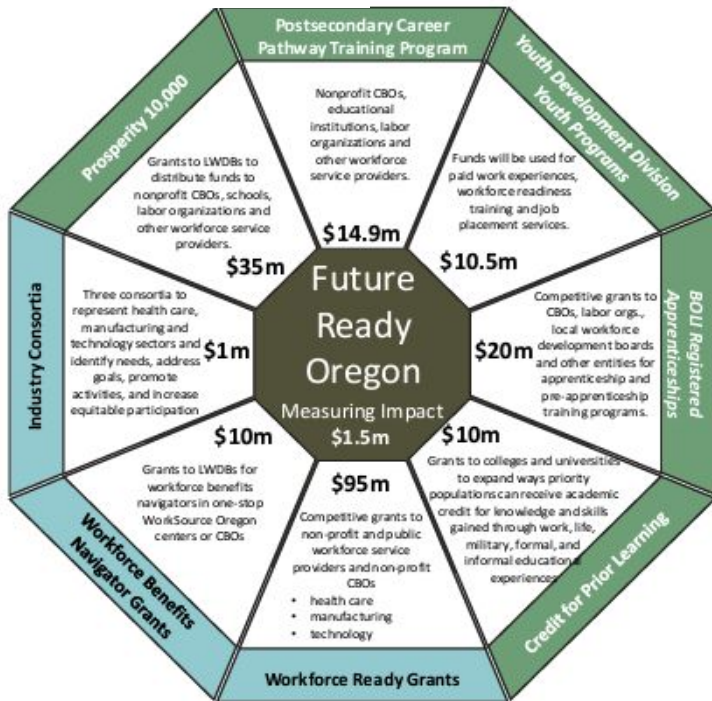 Postsecondary Career
Pathway Training Program
Nonprofit CBOs,
educational
institutions, labor
organizations and
other workforce
service providers.
$14.9m
Youth Development Division
Youth Programs
Funds will be used for
paid work experiences,
workforce readiness
training and job
placement services.
$10.5m
BOLI Registered
Apprenticeships
Competitive grants to
CBOs, labor orgs.,
local workforce
development boards
and other entities for
apprenticeship and
pre-apprenticeship
training programs.
$20m
Credit for Prior Learning
$10m
Grants to colleges and universities
to expand ways priority
populations can receive academic
credit for knowledge and skills
gained through work, life,
military, formal, and
informal educational
experiences
Workforce Ready Grants
$95m
Competitive grants to
non-profit and public
workforce service
providers and non-profit
CBOs
• health care
• manufacturing
• technology
Workforce Benefits
Navigator Grants
$10m
Grants to LWDBs for
workforce benefits
navigators in one-stop
WorkSource Oregon
centers or CBOs
Industry Consortia
Three consortia to
represent health care,
manufacturing and
technology sectors and
identify needs, address
goals, promote
activities, and increase
equitable participation
$1m
Prosperity 10,000
Grants to LWDBs to
distribute funds to
nonprofit CBOs, schools,
labor organizations and
other workforce service
providers.
$35m
Future
Ready
Oregon
Measuring Impact
$1.5m